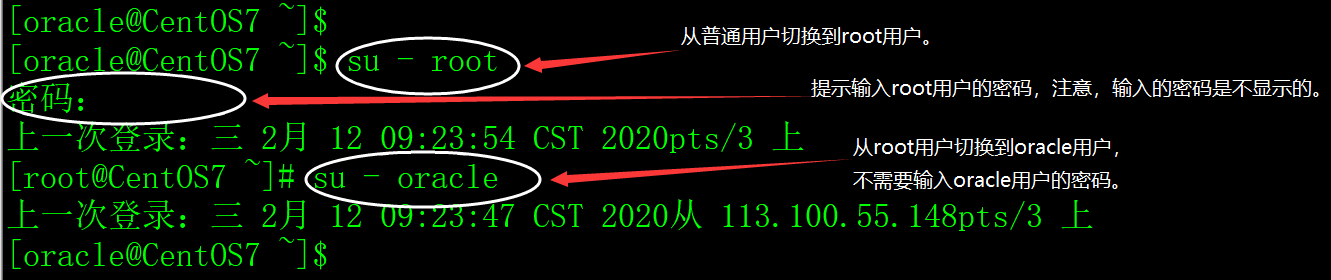 [oracle@CentOS7 ~]$
[oracle@CentOS7 ~]$ su - root
从普通用户切换到root用户。
密码：
提示输入root用户的密码，注意，输入的密码是不显示的。
上一次登录：三 2月 12 09:23:54 CST 2020pts/3 上
[root@CentOS7 ~]# su - oracle
从root用户切换到oracle用户，
不需要输入oracle用户的密码。
上一次登录：三 2月 12 09:23:47 CST 2020从 113.100.55.148pts/3 上
[oracle@CentOS7 ~]$